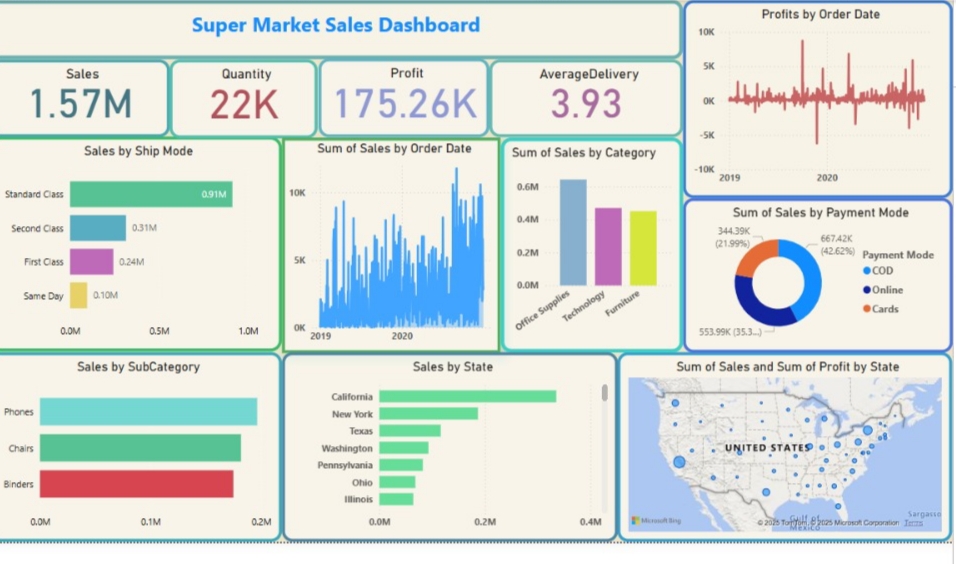 Super Market Sales Dashboard
Sales
1.57M
Quantity
22K
Profit
175.26K
AverageDelivery
3.93
Profits by Order Date
10K
5K
0K
-5K
-10K
2019
2020
Sales by Ship Mode
Standard Class
0.91M
Second Class
0.31M
First Class
0.24M
Same Day
0.10M
0.0M
0.5M
1.0M
Sum of Sales by Order Date
10K
5K
0K
2019
2020
Sum of Sales by Category
0.6M
0.4M
0.2M
0.0M
Office Supplies
Technology
Furniture
Sum of Sales by Payment Mode
344.39K
(21.99%)
667.42K
(42.62%)
553.99K (35.3...)
Payment Mode
COD
Online
Cards
Sales by SubCategory
Phones
Chairs
Binders
0.0M
0.1M
0.2M
Sales by State
California
New York
Texas
Washington
Pennsylvania
Ohio
Illinois
0.0M
0.2M
0.4M
Sum of Sales and Sum of Profit by State
UNITED STATES
Gulf of
Mexico
Sargasso
Microsoft Bing
© 2025 TomTom, © 2025 Microsoft Corporation Terms